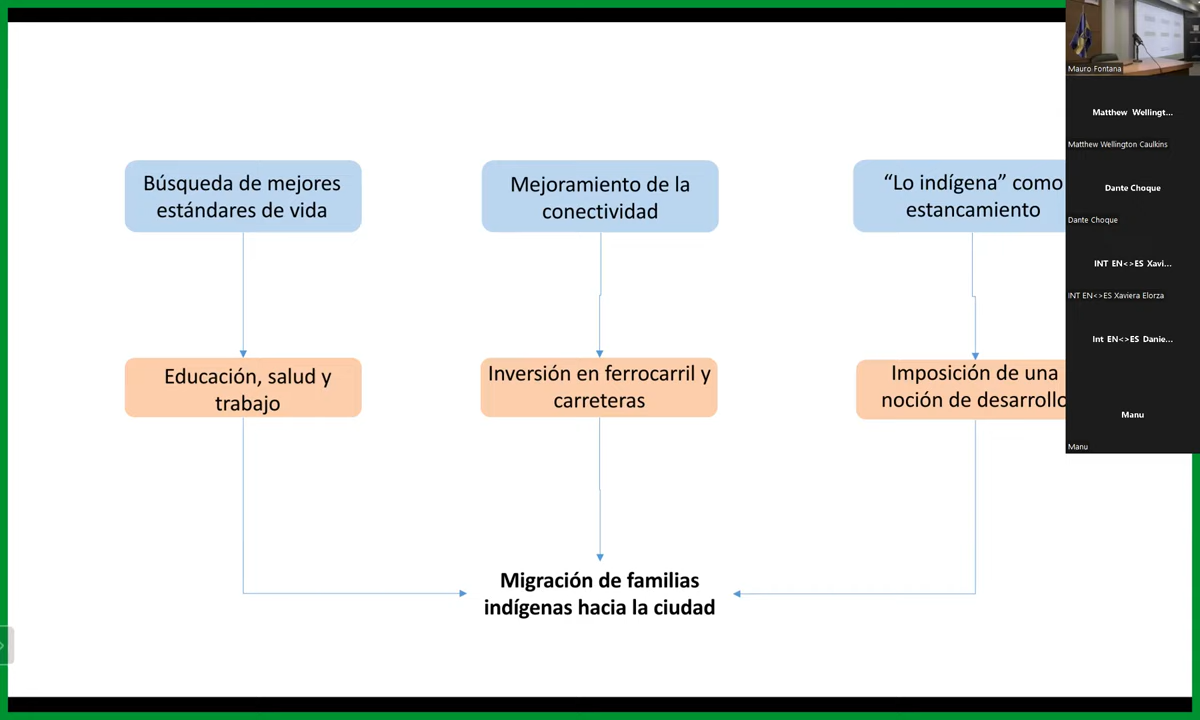 Búsqueda de mejores
estándares de vida
Mejoramiento de la
conectividad
“Lo indígena” como
estancamiento
Educación, salud y
trabajo
Inversión en ferrocarril y
carreteras
Imposición de una
noción de desarrollo
Migración de familias
indígenas hacia la ciudad
Mauro Fontana
Matthew Wellingt...
Matthew Wellington Caulkins
Dante Choque
Dante Choque
INT EN<>ES Xavi...
INT EN<>ES Xaviera Elorza
Int EN<>ES Danie...
Manu
Manu